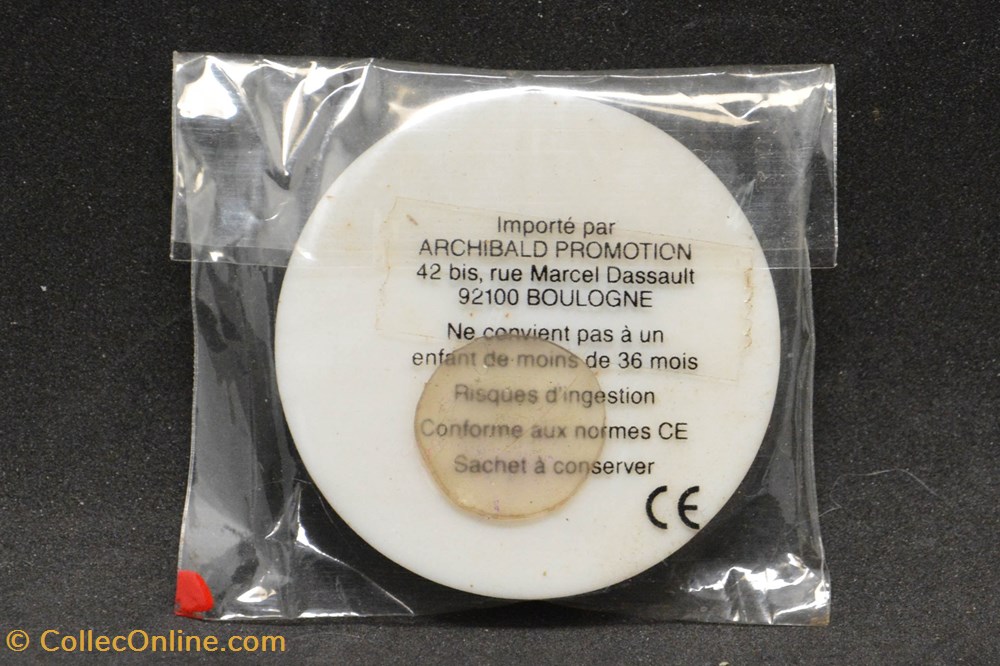 Importé par
ARCHIBALD PROMOTION
42 bis, rue Marcel Dassault
92100 BOULOGNE
Ne convient pas à un
enfant de moins de 36 mois
Risques d'ingestion
Conforme aux normes CE
Sachet à conserver
CE
© CollecOnline.com